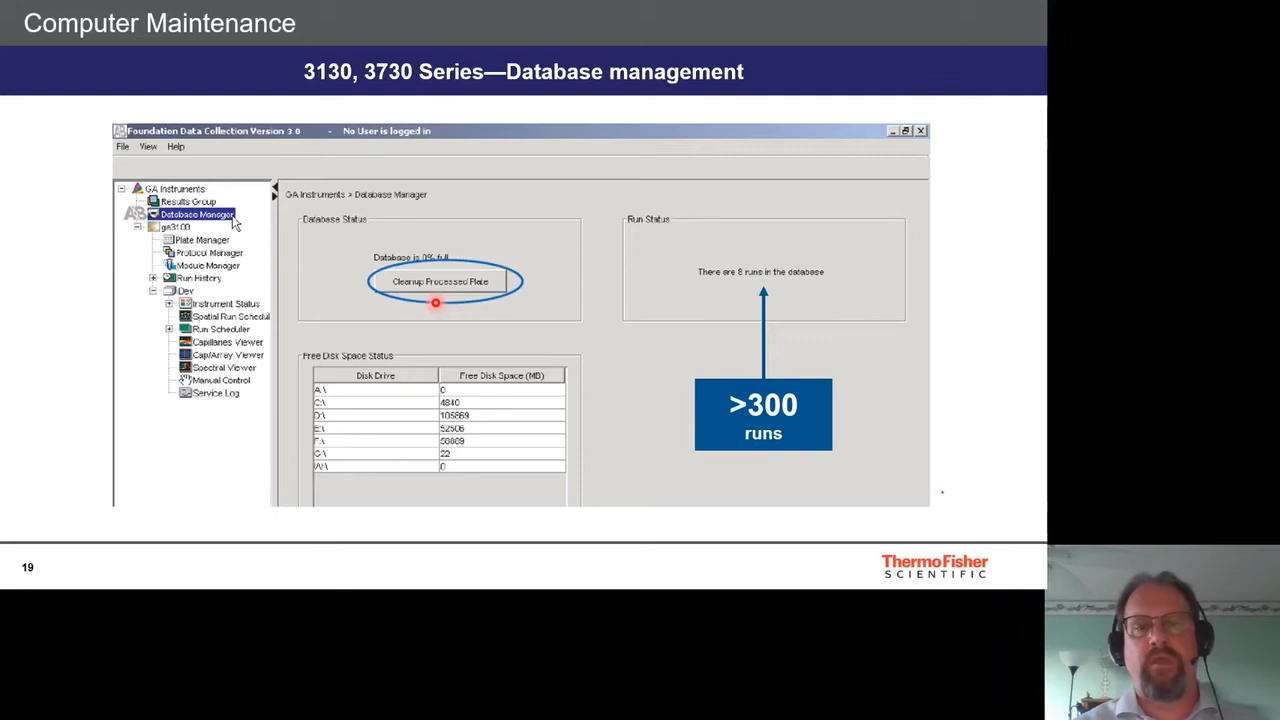 Computer Maintenance
3130, 3730 Series—Database management
Foundation Data Collection Version 3.0 - No User is logged in
File View Help
GA Instruments
Results Group
Database Manager
ga3100
Plate Manager
Protocol Manager
Module Manager
Run History
Dev
Instrument Status
Spatial Run Schedul
Run Scheduler
Capillaries Viewer
Cap/Array Viewer
Spectral Viewer
Manual Control
Service Log
GA Instruments > Database Manager
Database Status
Database is 0% full
Cleanup Processed Plate
Run Status
There are 8 runs in the database
>300
runs
Free Disk Space Status
Disk Drive Free Disk Space (MB)
A:\ 0
C:\ 4840
D:\ 105869
E:\ 52506
F:\ 58089
G:\ 22
0
19
ThermoFisher
SCIENTIFIC